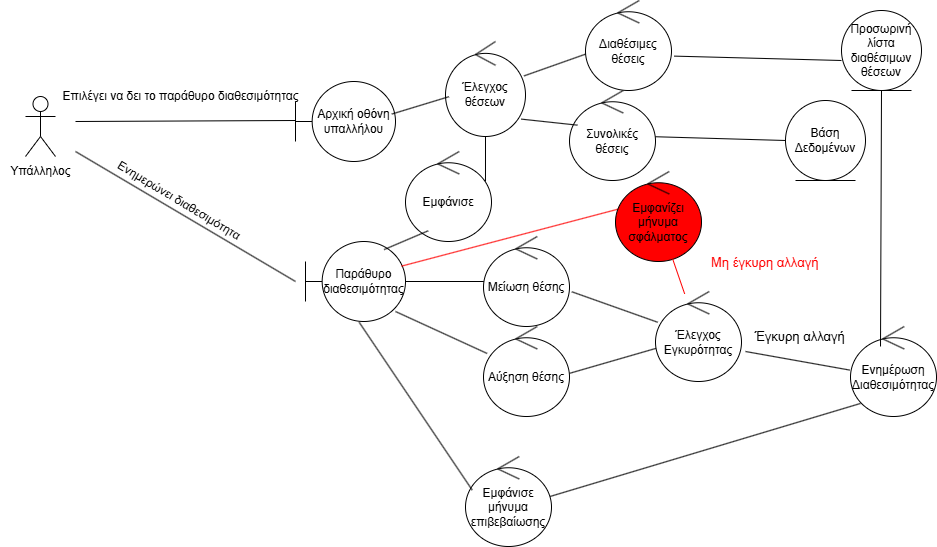 Επιλέγει να δει το παράθυρο διαθεσιμότητας
Υπάλληλος
Ενημερώνει διαθεσιμότητα
Αρχική οθόνη
υπαλλήλου
Έλεγχος
θέσεων
Διαθέσιμες
θέσεις
Προσωρινή
λίστα
διαθέσιμων
θέσεων
Συνολικές
θέσεις
Βάση
Δεδομένων
Εμφάνισε
Εμφανίζει
μήνυμα
σφάλματος
Μη έγκυρη αλλαγή
Παράθυρο
διαθεσιμότητας
Μείωση θέσης
Έλεγχος
Εγκυρότητας
Έγκυρη αλλαγή
Αύξηση θέσης
Ενημέρωση
Διαθεσιμότητας
Εμφάνισε
μήνυμα
επιβεβαίωσης